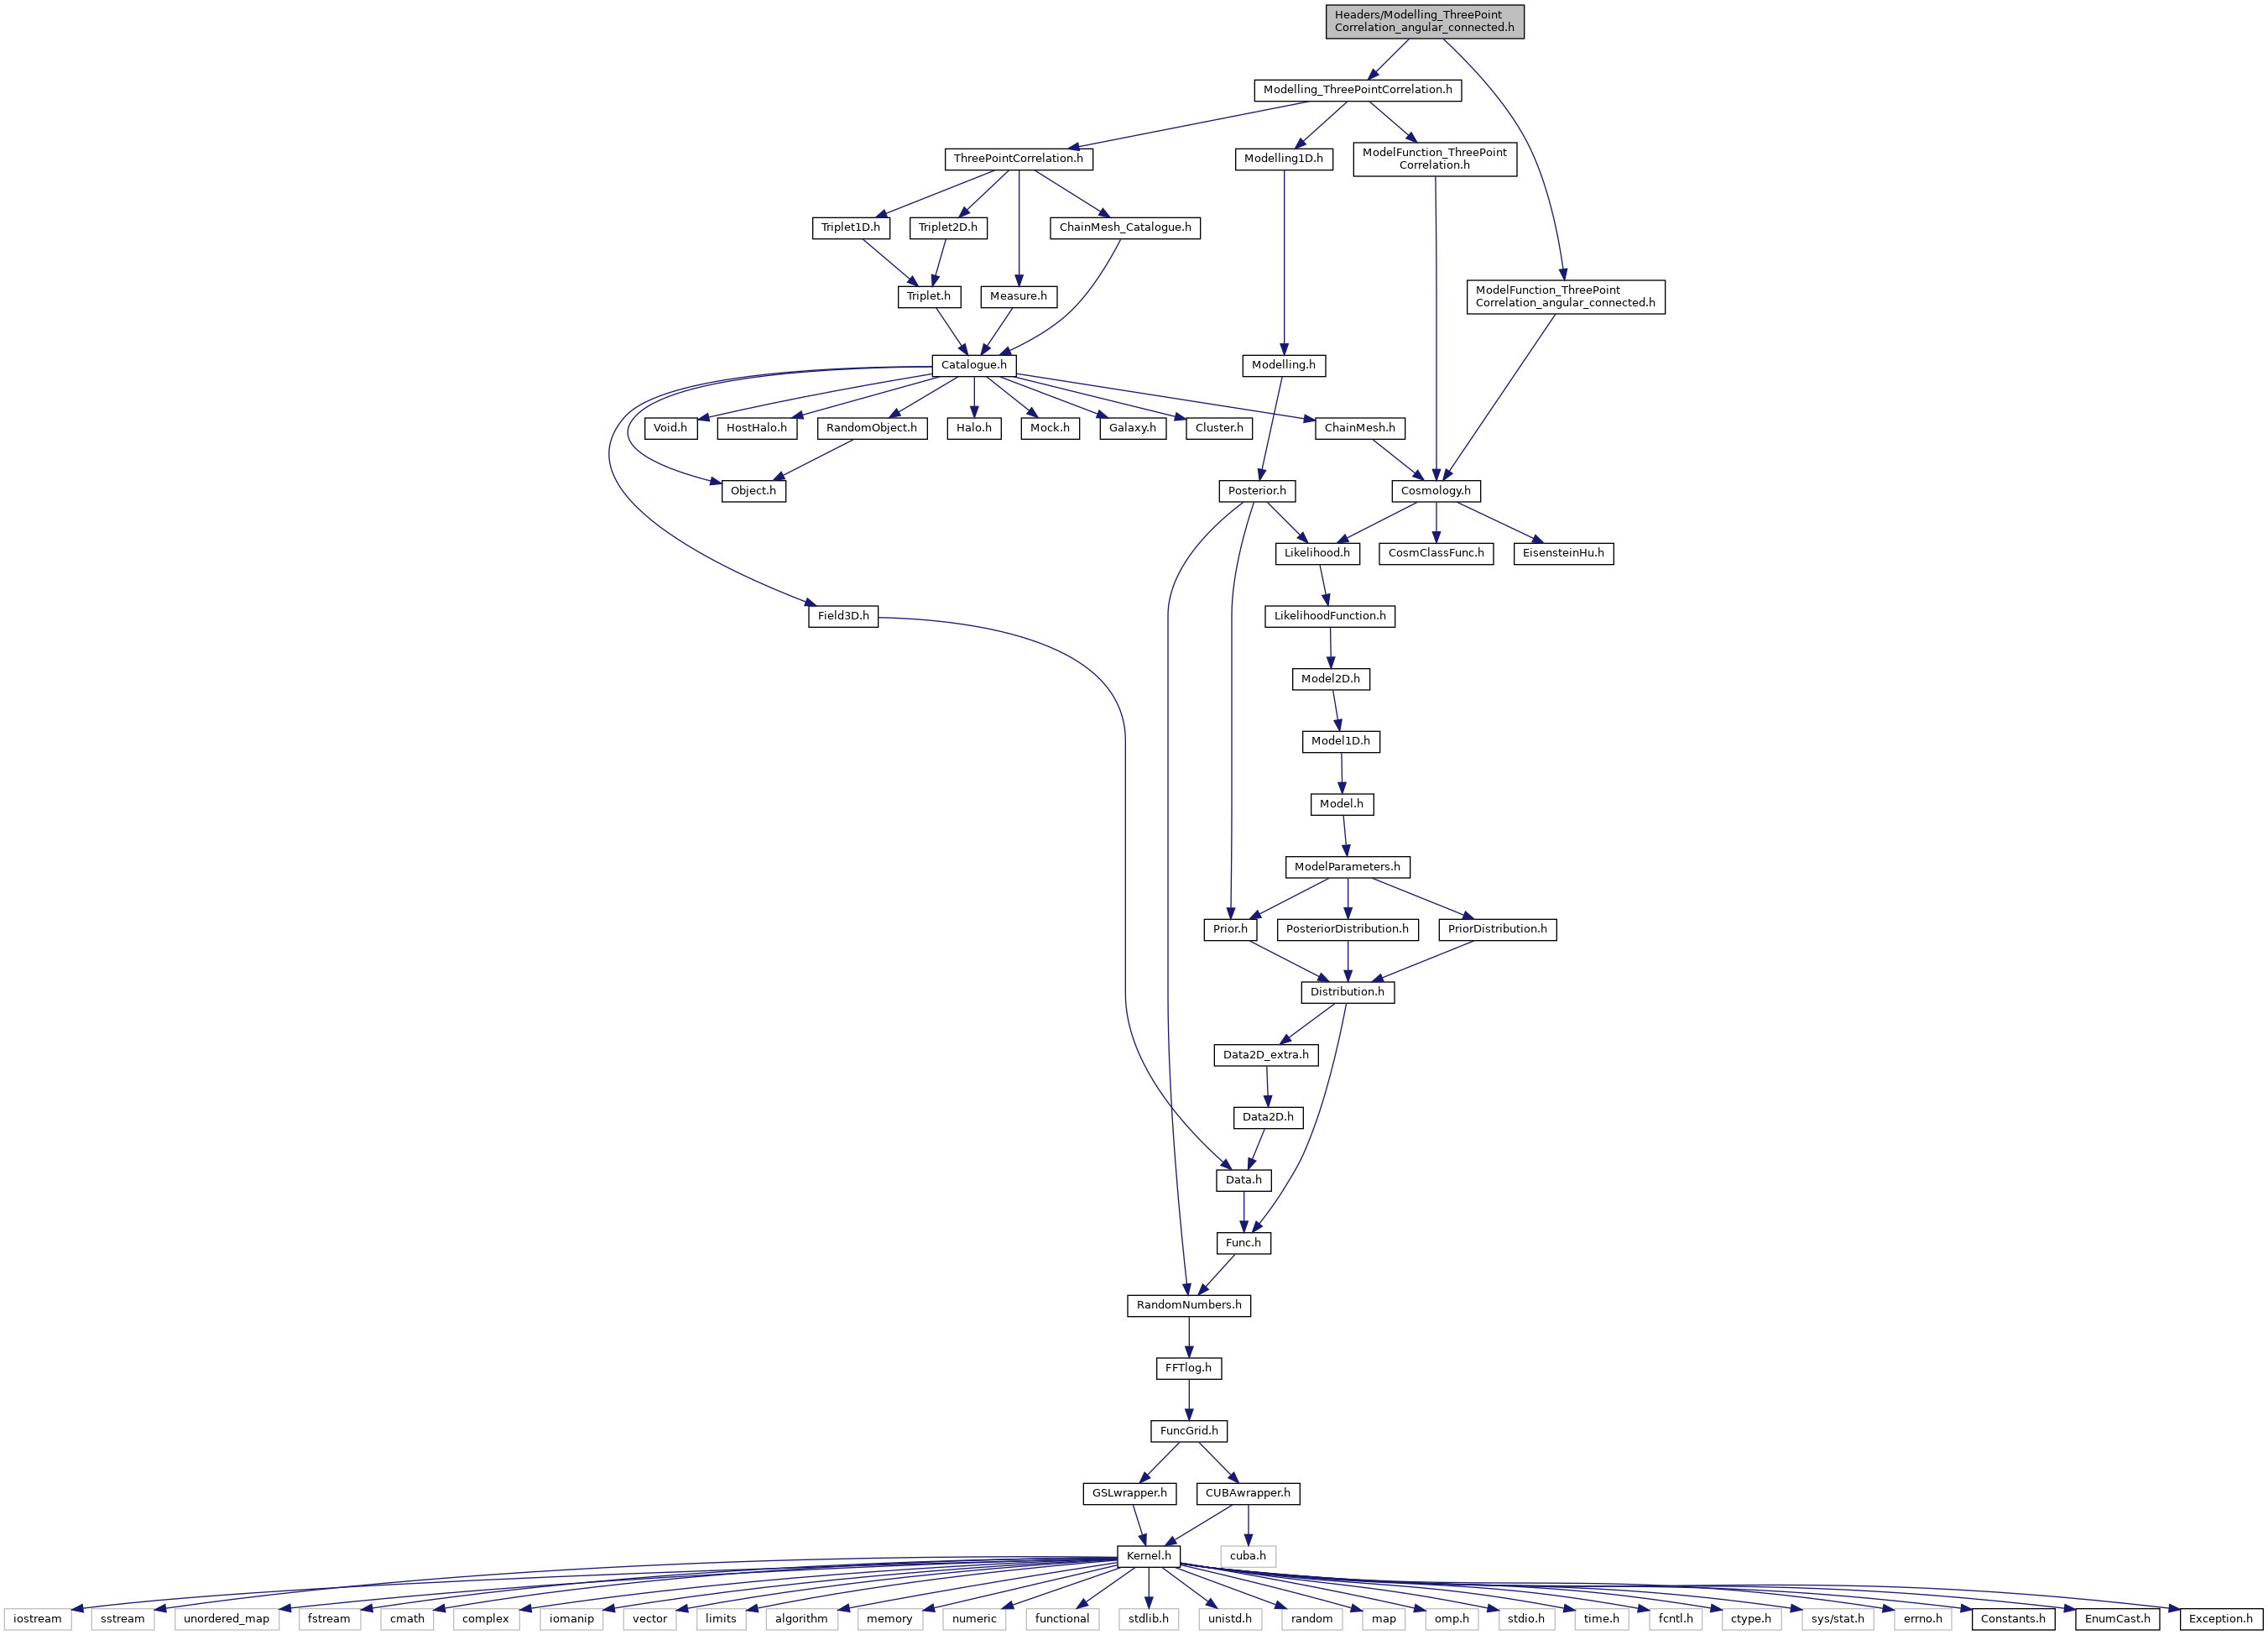 Headers/Modelling_ThreePoint
Correlation_angular_connected.h
Modelling_ThreePointCorrelation.h
ThreePointCorrelation.h
Modelling1D.h
ModelFunction_ThreePoint
Correlation.h
Triplet1D.h
Triplet2D.h
ChainMesh_Catalogue.h
Triplet.h
Measure.h
ModelFunction_ThreePoint
Correlation_angular_connected.h
Catalogue.h
Modelling.h
Void.h
HostHalo.h
RandomObject.h
Halo.h
Mock.h
Galaxy.h
Cluster.h
ChainMesh.h
Object.h
Posterior.h
Cosmology.h
Likelihood.h
CosmClassFunc.h
EisensteinHu.h
Field3D.h
LikelihoodFunction.h
Model2D.h
Model1D.h
Model.h
ModelParameters.h
Prior.h
PosteriorDistribution.h
PriorDistribution.h
Distribution.h
Data2D_extra.h
Data2D.h
Data.h
Func.h
RandomNumbers.h
FFTlog.h
FuncGrid.h
GSLwrapper.h
CUBAwrapper.h
Kernel.h
cuba.h
iostream
sstream
unordered_map
fstream
cmath
complex
iomanip
vector
limits
algorithm
memory
numeric
functional
stdlib.h
unistd.h
random
map
omp.h
stdio.h
time.h
fcntl.h
ctype.h
sys/stat.h
errno.h
Constants.h
EnumCast.h
Exception.h